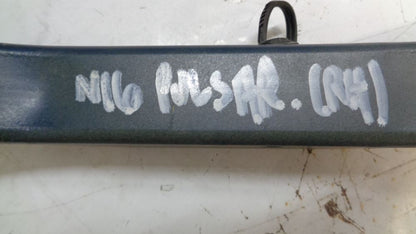 N16 PULSAR. (RH)